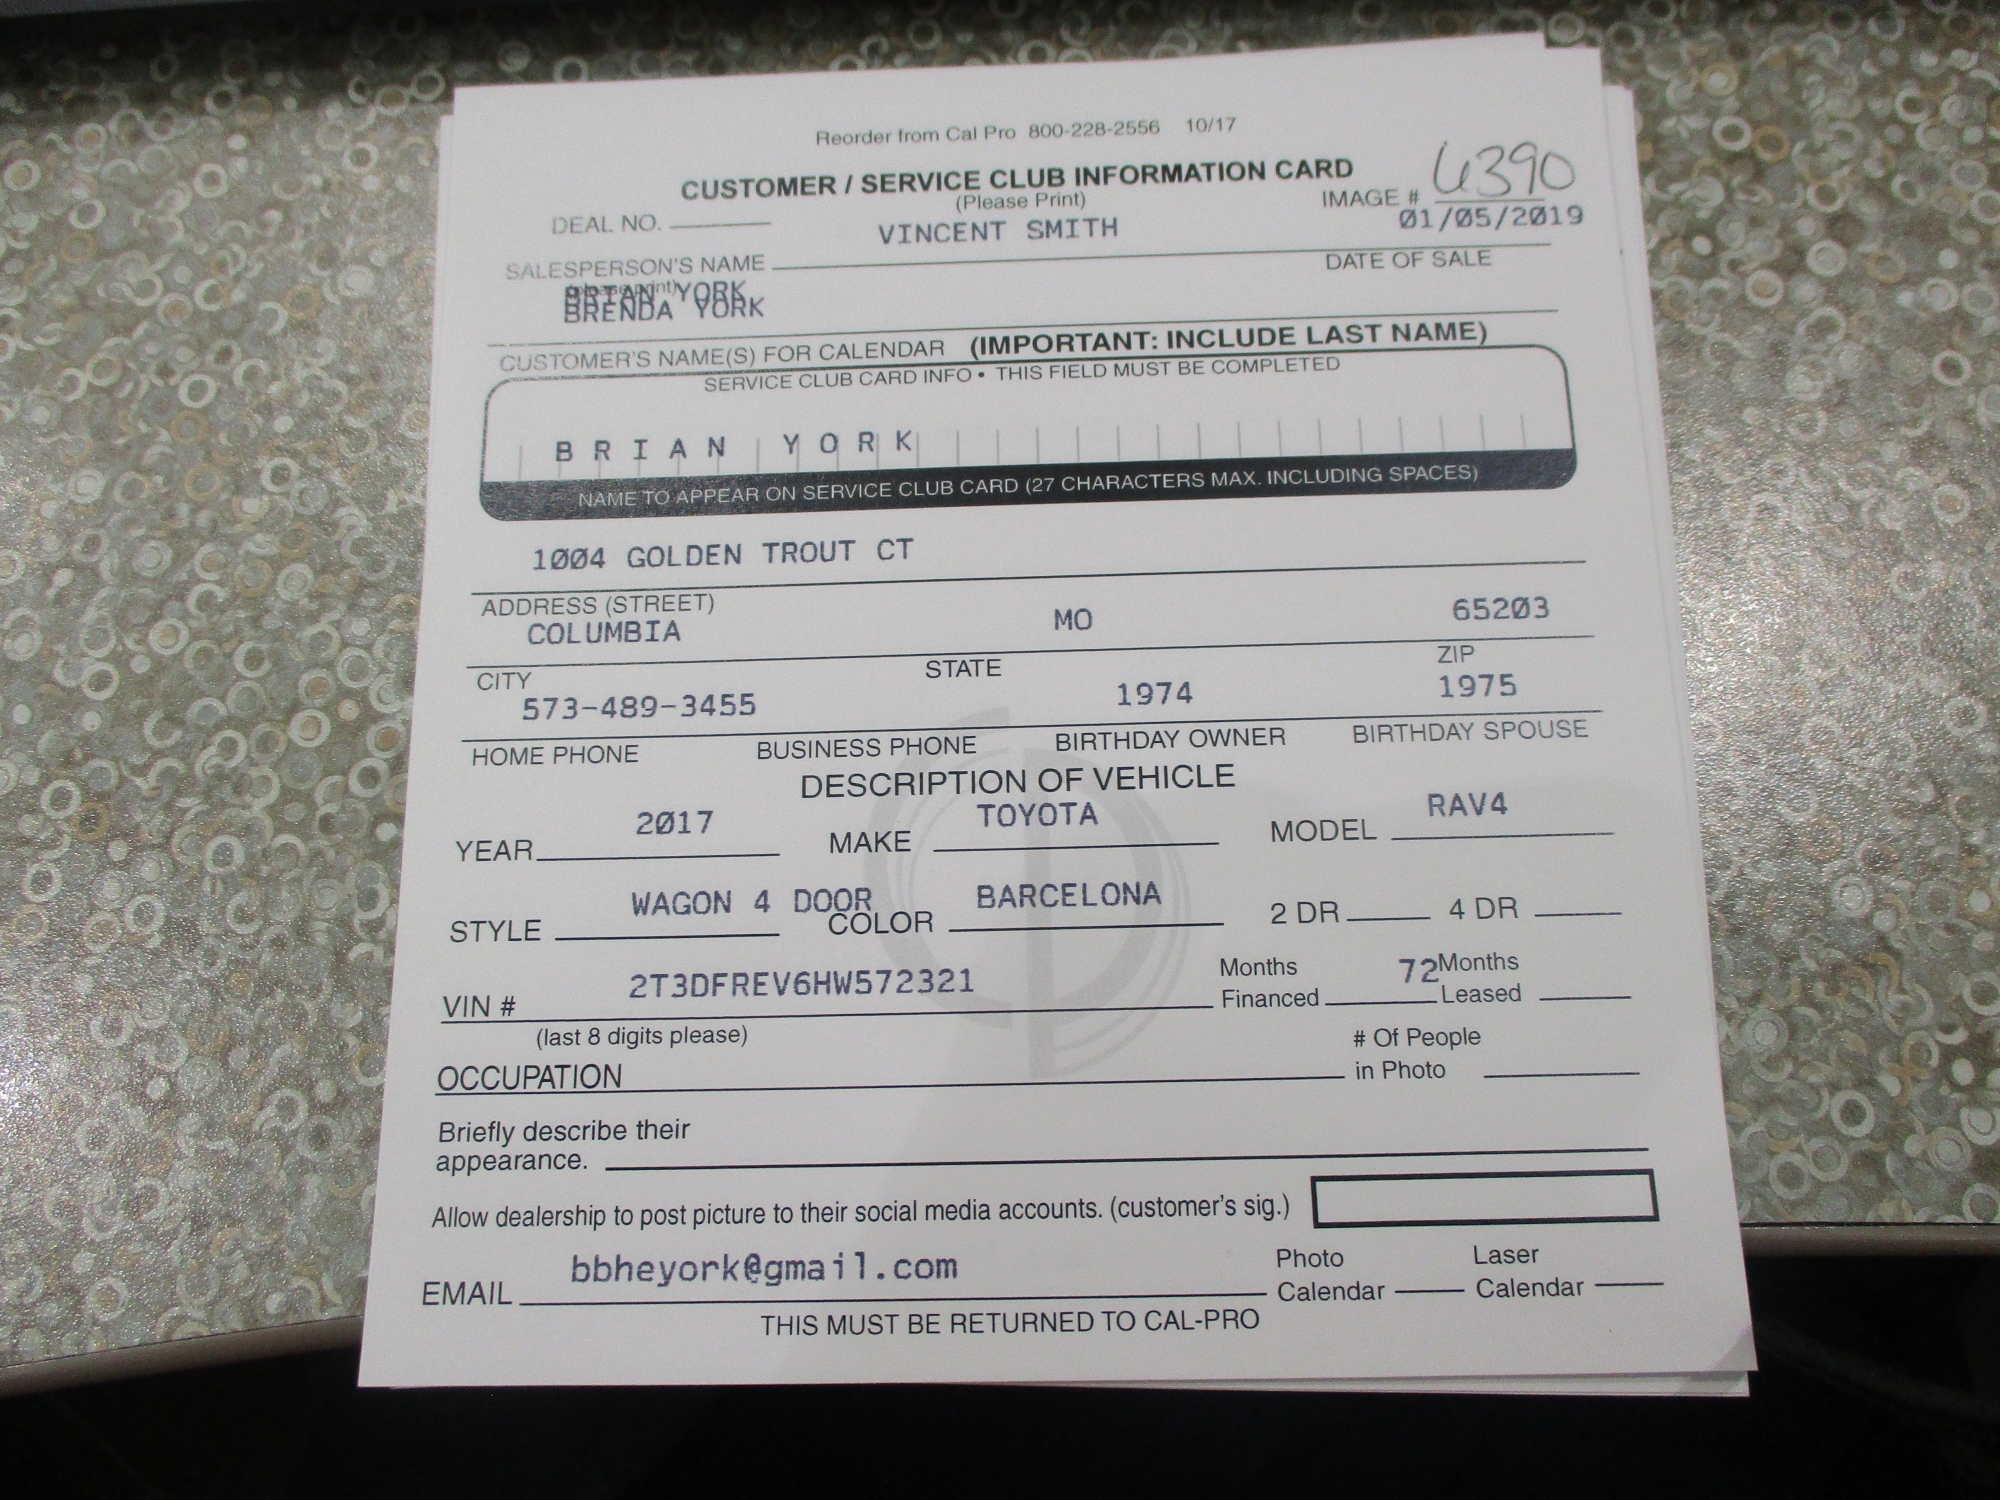 Reorder from Cal Pro 800-228-2556 10/17
CUSTOMER / SERVICE CLUB INFORMATION CARD
(Please Print)
IMAGE # 6390
DEAL NO.
VINCENT SMITH
01/05/2019
SALESPERSON'S NAME
DATE OF SALE
(please print)
BRIAN YORK
BRENDA YORK
CUSTOMER'S NAME(S) FOR CALENDAR (IMPORTANT: INCLUDE LAST NAME)
SERVICE CLUB CARD INFO • THIS FIELD MUST BE COMPLETED
BRIAN YORK
NAME TO APPEAR ON SERVICE CLUB CARD (27 CHARACTERS MAX. INCLUDING SPACES)
1004 GOLDEN TROUT CT
ADDRESS (STREET)
COLUMBIA MO 65203
CITY STATE ZIP
573-489-3455 1974 1975
HOME PHONE BUSINESS PHONE BIRTHDAY OWNER BIRTHDAY SPOUSE
DESCRIPTION OF VEHICLE
YEAR 2017 MAKE TOYOTA MODEL RAV4
STYLE WAGON 4 DOOR COLOR BARCELONA 2 DR 4 DR
VIN # 2T3DFREV6HW572321 Months Financed 72 Months Leased
(last 8 digits please)
OCCUPATION # Of People in Photo
Briefly describe their
appearance.
Allow dealership to post picture to their social media accounts. (customer's sig.)
EMAIL bbheyork@gmail.com Photo Calendar Laser Calendar
THIS MUST BE RETURNED TO CAL-PRO